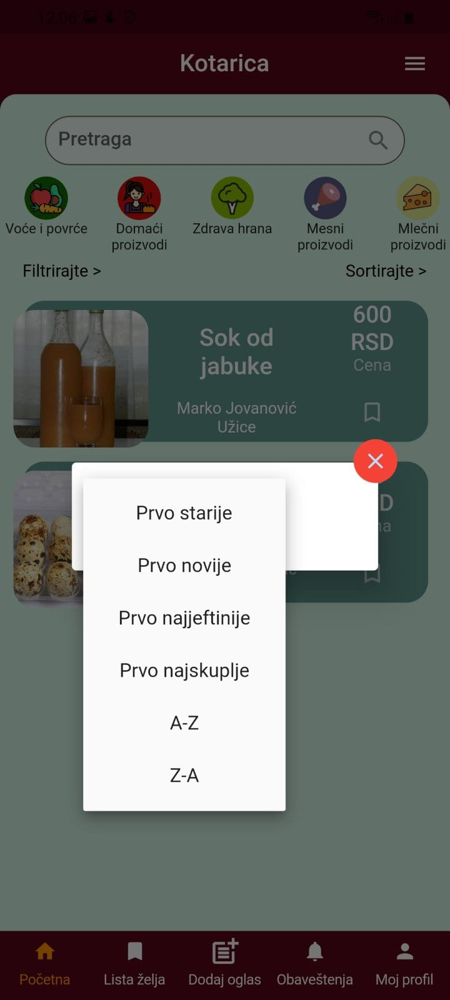 12:06
Kotarica
Pretraga
Voće i povrće
Domaći
proizvodi
Zdrava hrana
Mesni
proizvodi
Mlečni
proizvodi
Filtrirajte >
Sortirajte >
Sok od
jabuke
Marko Jovanović
Užice
600
RSD
Cena
Prvo starije
Prvo novije
Prvo najjeftinije
Prvo najskuplje
A-Z
Z-A
Početna
Lista želja
Dodaj oglas
Obaveštenja
Moj profil